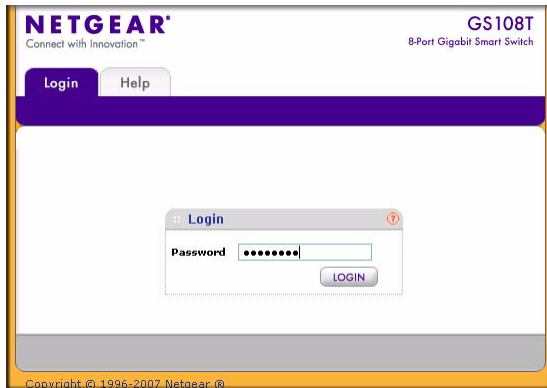 NETGEAR®
Connect with Innovation™
GS108T
8-Port Gigabit Smart Switch
Login
Help
Login
?
Password
●●●●●●●●
LOGIN
Copyright © 1996-2007 Netgear ®